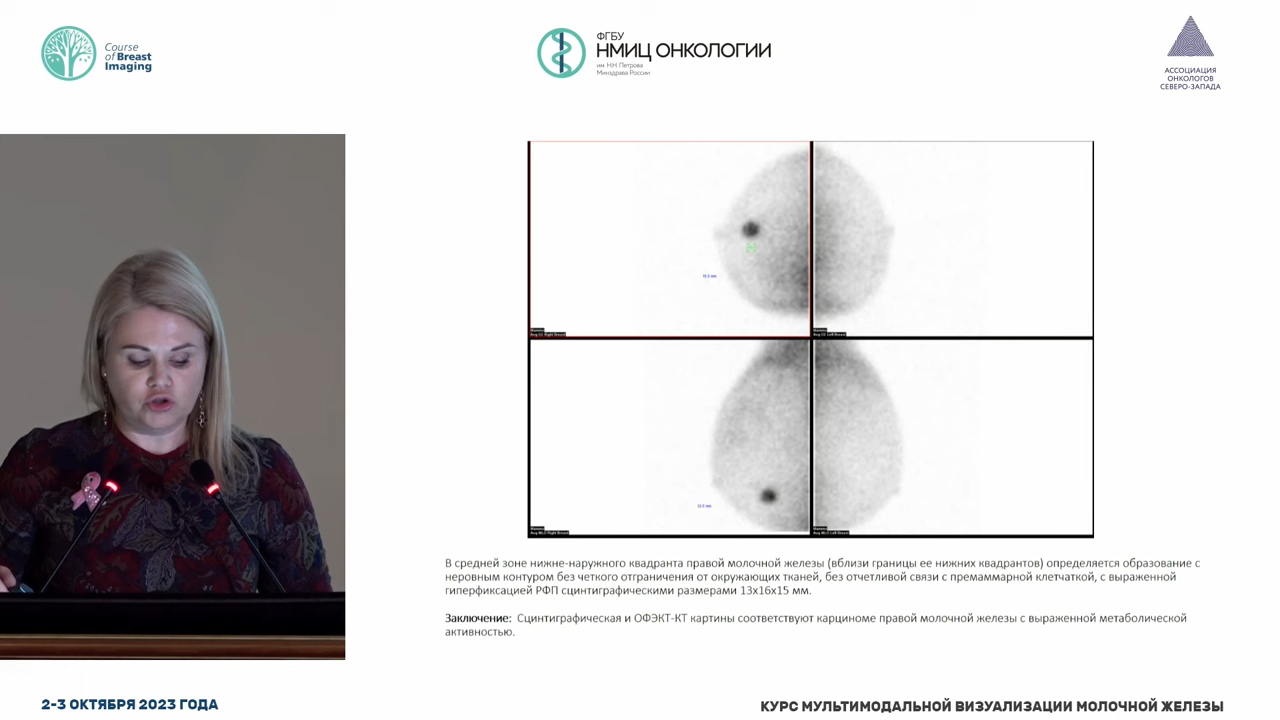 Course
of Breast
Imaging
ФГБУ
НМИЦ ОНКОЛОГИИ
им. Н.Н. Петрова
Минздрава России
АССОЦИАЦИЯ
ОНКОЛОГОВ
СЕВЕРО-ЗАПАДА
В средней зоне нижне-наружного квадранта правой молочной железы (вблизи границы ее нижних квадрантов) определяется образование с
неровным контуром без четкого отграничения от окружающих тканей, без отчетливой связи с премаммарной клетчаткой, с выраженной
гиперфиксацией РФП сцинтиграфическими размерами 13х16х15 мм.
Заключение: Сцинтиграфическая и ОФЭКТ-КТ картины соответствуют карциноме правой молочной железы с выраженной метаболической
активностью.
2-3 ОКТЯБРЯ 2023 ГОДА
КУРС МУЛЬТИМОДАЛЬНОЙ ВИЗУАЛИЗАЦИИ МОЛОЧНОЙ ЖЕЛЕЗЫ